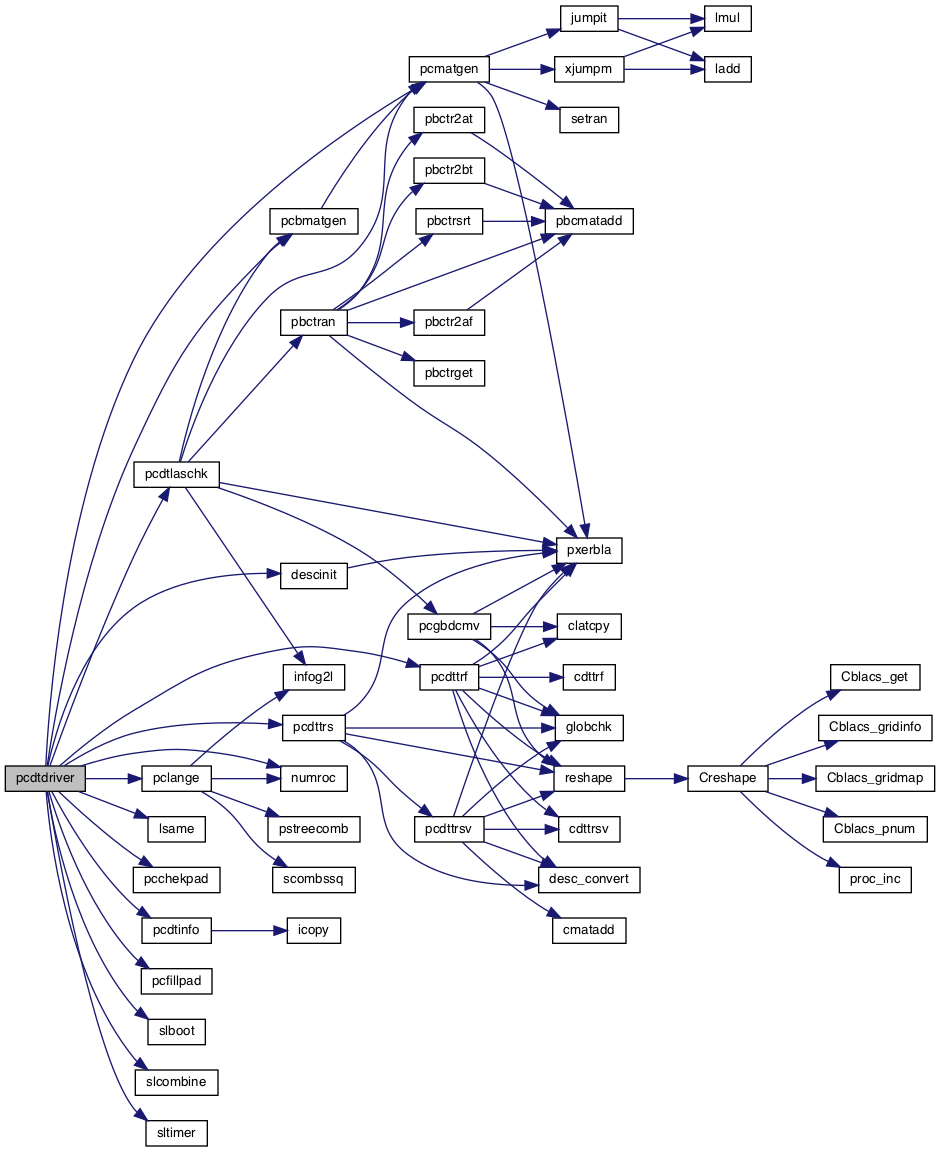 jumpit
lmul
pcmatgen
xjumpm
ladd
pbctr2at
setran
pbctr2bt
pcbmatgen
pbctrsrt
pbcmatadd
pbctran
pbctr2af
pbctrget
pcdtlaschk
pxerbla
descinit
pcgbdcmv
clatcpy
infog2l
pcdttrf
cdttrf
Cblacs_get
pcdttrs
globchk
Cblacs_gridinfo
pcdtdriver
pclange
numroc
reshape
Creshape
Cblacs_gridmap
lsame
pstreecomb
pcdttrsv
cdttrsv
Cblacs_pnum
pcchekpad
scombssq
desc_convert
proc_inc
pcdtinfo
icopy
cmatadd
pcfillpad
slboot
slcombine
sltimer